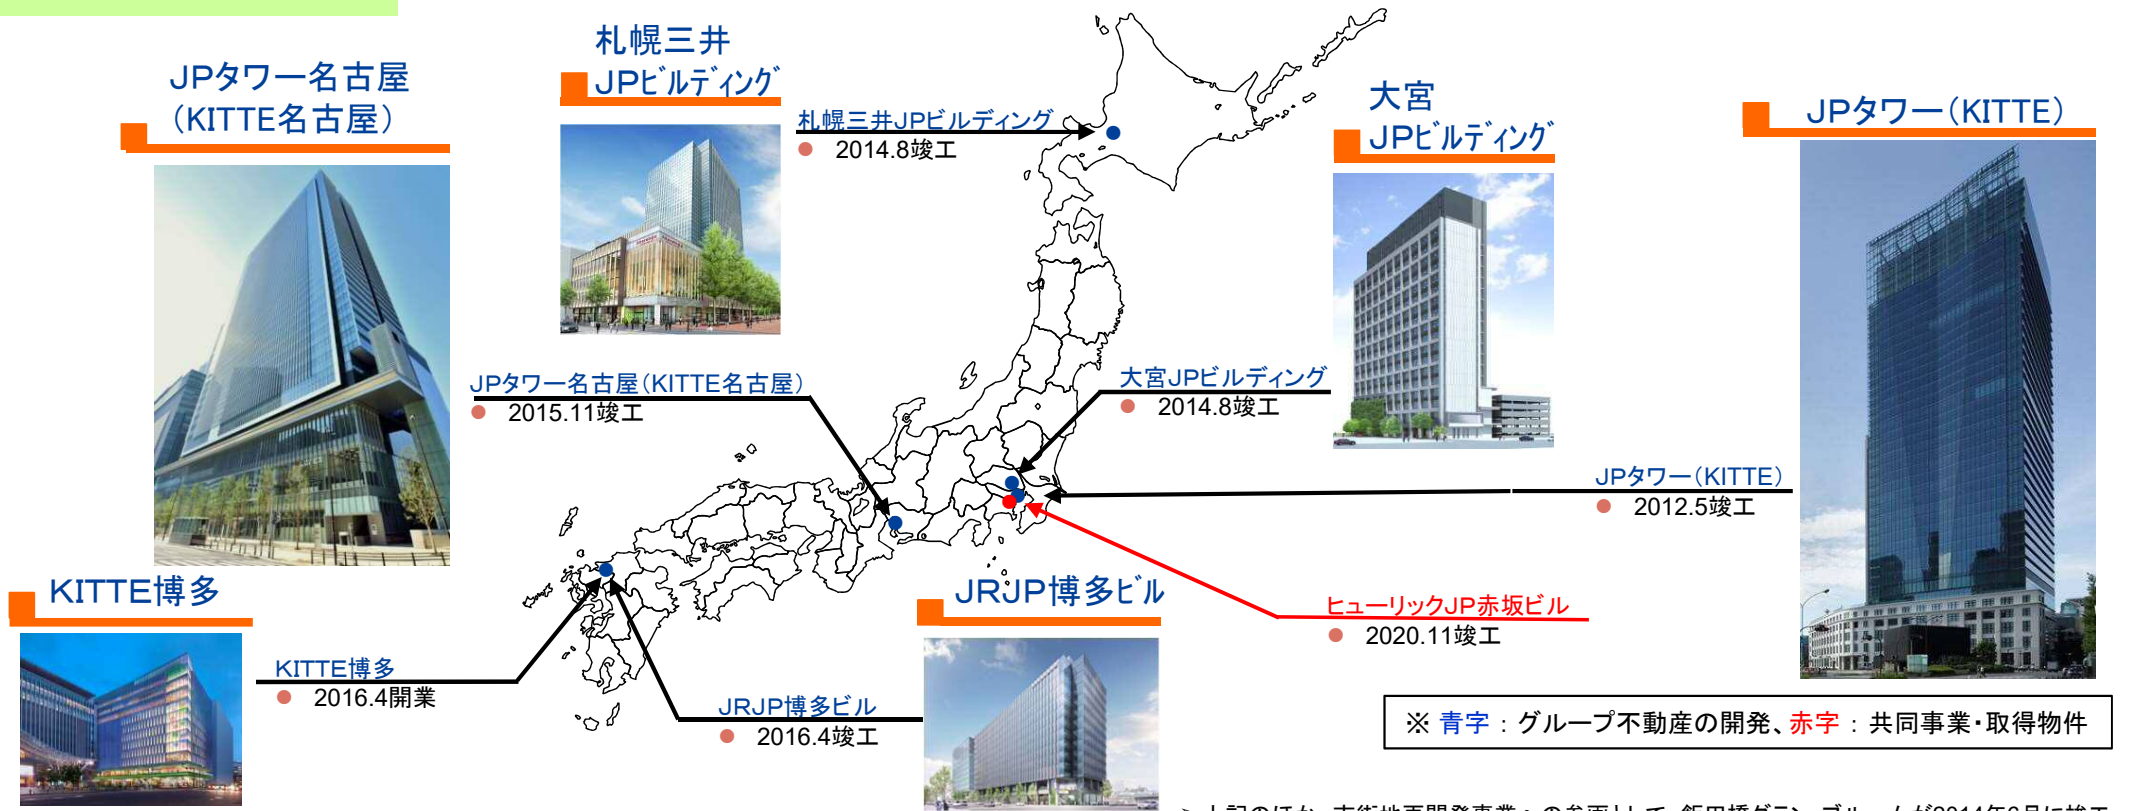 札幌三井
JPビルディング
JPタワー名古屋
（KITTE名古屋）
大宮
JPビルディング
JPタワー（KITTE）
札幌三井JPビルディング
● 2014.8竣工
JPタワー名古屋（KITTE名古屋）
● 2015.11竣工
大宮JPビルディング
● 2014.8竣工
JPタワー（KITTE）
● 2012.5竣工
KITTE博多
JRJP博多ビル
ヒューリックJP赤坂ビル
● 2020.11竣工
KITTE博多
● 2016.4開業
JRJP博多ビル
● 2016.4竣工
※ 青字：グループ不動産の開発、赤字：共同事業・取得物件